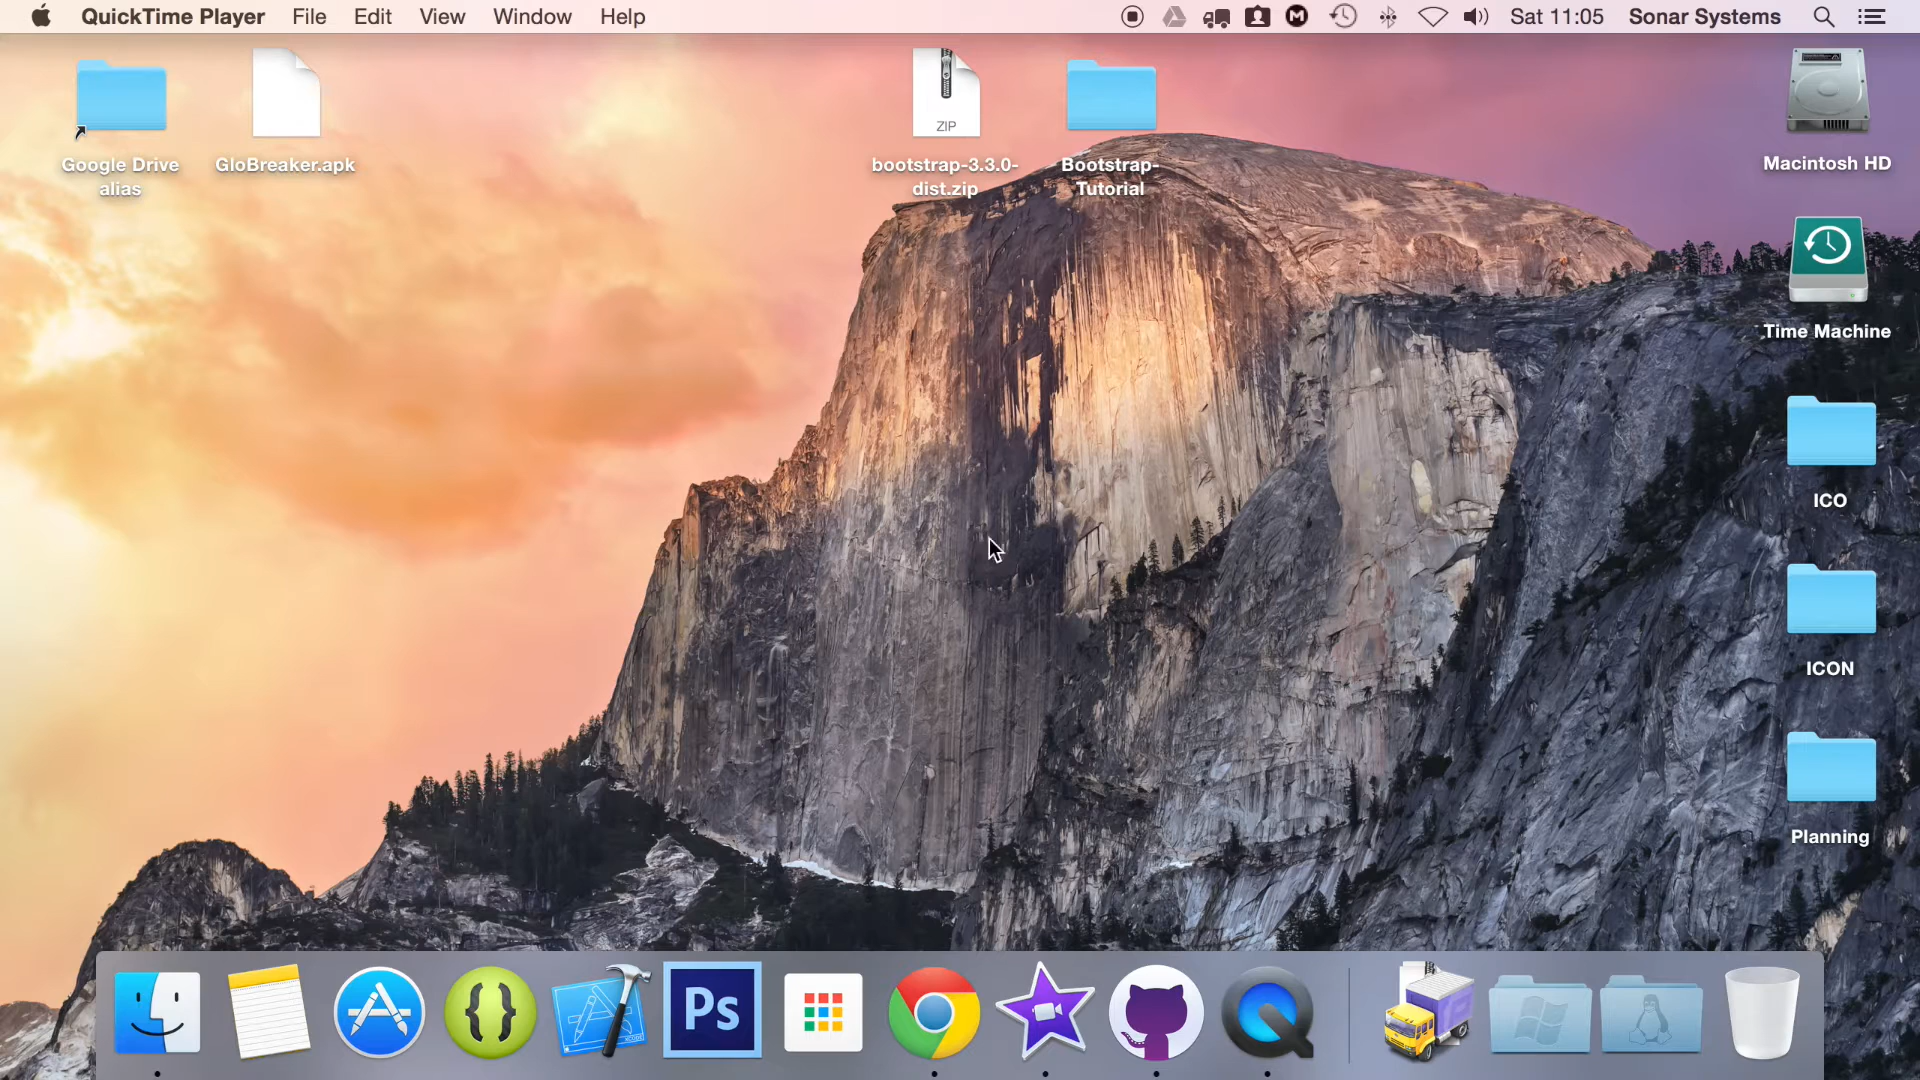 QuickTime Player File Edit View Window Help Sat 11:05 Sonar Systems
Google Drive
alias
GloBreaker.apk
ZIP
bootstrap-3.3.0-
dist.zip
Bootstrap-
Tutorial
Macintosh HD
Time Machine
ICO
ICON
Planning
Ps